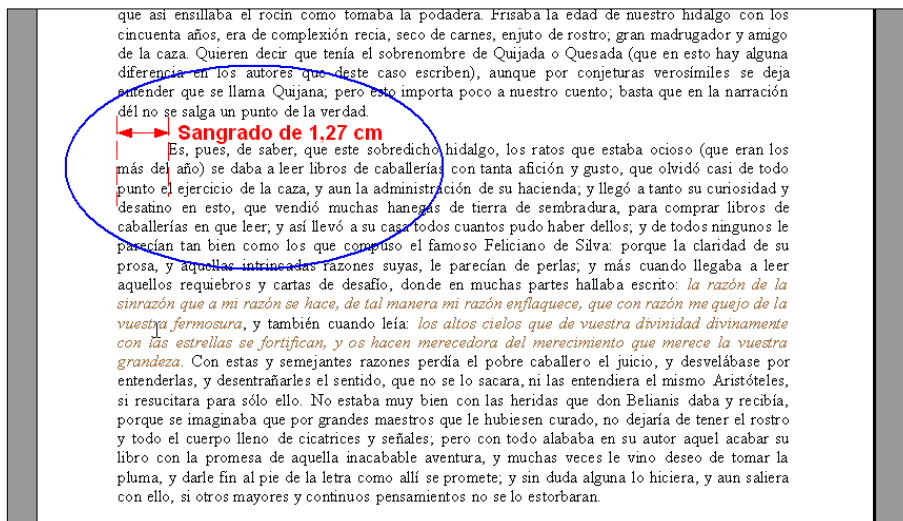 que así ensillaba el rocín como tomaba la podadera. Frisaba la edad de nuestro hidalgo con los
cincuenta años, era de complexión recia, seco de carnes, enjuto de rostro; gran madrugador y amigo
de la caza. Quieren decir que tenía el sobrenombre de Quijada o Quesada (que en esto hay alguna
diferencia en los autores que deste caso escriben), aunque por conjeturas verosímiles se deja
entender que se llama Quijana; pero esto importa poco a nuestro cuento; basta que en la narración
dél no se salga un punto de la verdad.
Sangrado de 1,27 cm
Es, pues, de saber, que este sobredicho hidalgo, los ratos que estaba ocioso (que eran los
más del año) se daba a leer libros de caballerías con tanta afición y gusto, que olvidó casi de todo
punto el ejercicio de la caza, y aun la administración de su hacienda; y llegó a tanto su curiosidad y
desatino en esto, que vendió muchas hanegas de tierra de sembradura, para comprar libros de
caballerías en que leer; y así llevó a su casa todos cuantos pudo haber dellos; y de todos ningunos le
parecían tan bien como los que compuso el famoso Feliciano de Silva: porque la claridad de su
prosa, y aquellas intrincadas razones suyas, le parecían de perlas; y más cuando llegaba a leer
aquellos requiebros y cartas de desafío, donde en muchas partes hallaba escrito: la razón de la
sinrazón que a mi razón se hace, de tal manera mi razón enflaquece, que con razón me quejo de la
vuestra fermosura, y también cuando leía: los altos cielos que de vuestra divinidad divinamente
con las estrellas se fortifican, y os hacen merecedora del merecimiento que merece la vuestra
grandeza. Con estas y semejantes razones perdía el pobre caballero el juicio, y desvelábase por
entenderlas, y desentrañarles el sentido, que no se lo sacara, ni las entendiera el mismo Aristóteles,
si resucitara para sólo ello. No estaba muy bien con las heridas que don Belianis daba y recibía,
porque se imaginaba que por grandes maestros que le hubiesen curado, no dejaría de tener el rostro
y todo el cuerpo lleno de cicatrices y señales; pero con todo alababa en su autor aquel acabar su
libro con la promesa de aquella inacabable aventura, y muchas veces le vino deseo de tomar la
pluma, y darle fin al pie de la letra como allí se promete; y sin duda alguna lo hiciera, y aun saliera
con ello, si otros mayores y continuos pensamientos no se lo estorbaran.